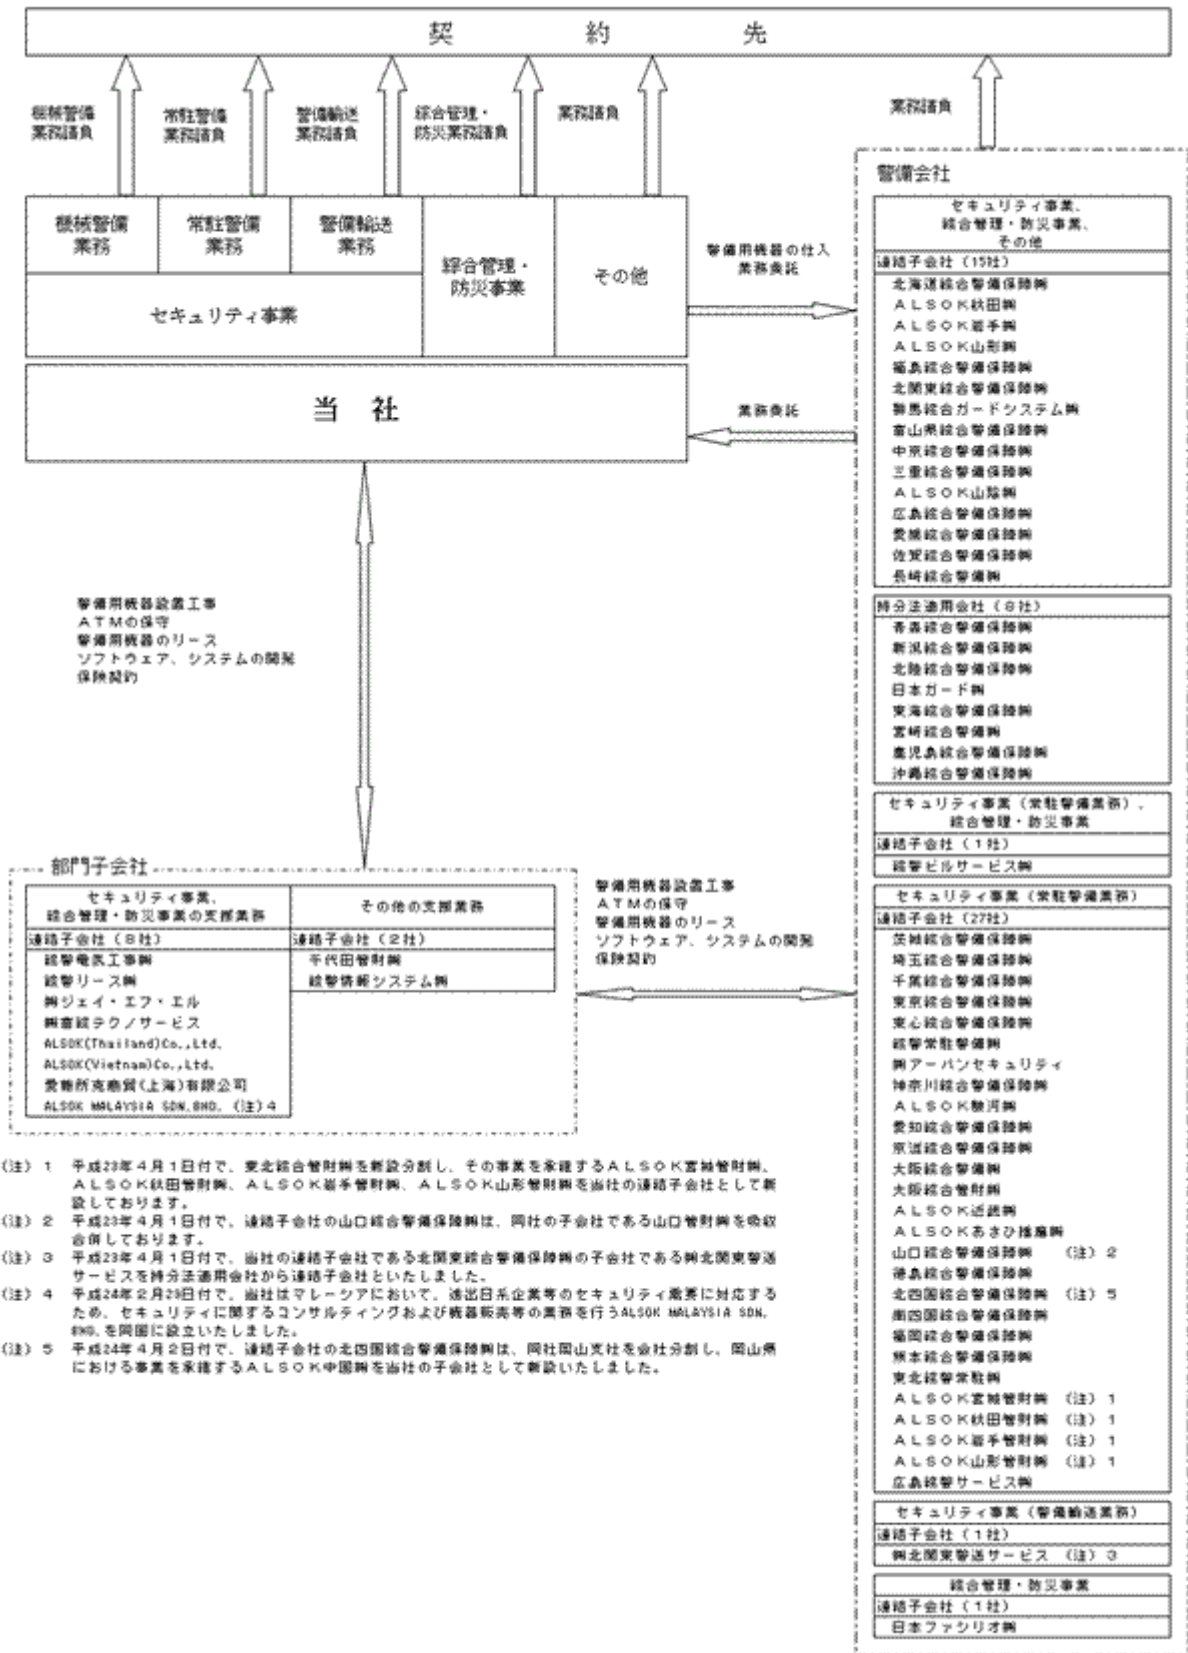 契約先
機械警備
業務請負
常駐警備
業務請負
警備輸送
業務請負
綜合管理・
防災業務請負
業務請負
業務請負
機械警備
業務
常駐警備
業務
警備輸送
業務
綜合管理・
防災事業
その他
セキュリティ事業
当社
警備用機器の仕入
業務委託
業務委託
警備用機器設置工事
ATMの保守
警備用機器のリース
ソフトウェア、システムの開発
保険契約
部門子会社
セキュリティ事業、
綜合管理・防災事業の支援業務
連結子会社(8社)
綜警電気工事㈱
綜警リース㈱
㈱ジェイ・エフ・エル
㈱富綜テクノサービス
ALSOK(Thailand)Co.,Ltd.
ALSOK(Vietnam)Co.,Ltd.
愛籬所克商貿(上海)有限公司
ALSOK MALAYSIA SDN.BHD. (注)4
その他の支援業務
連結子会社(2社)
千代田管財㈱
綜警情報システム㈱
警備用機器設置工事
ATMの保守
警備用機器のリース
ソフトウェア、システムの開発
保険契約
警備会社
セキュリティ事業、
綜合管理・防災事業、
その他
連結子会社(15社)
北海道綜合警備保障㈱
ALSOK秋田㈱
ALSOK岩手㈱
ALSOK山形㈱
福島綜合警備保障㈱
北関東綜合警備保障㈱
群馬綜合ガードシステム㈱
富山県綜合警備保障㈱
中京綜合警備保障㈱
三重綜合警備保障㈱
ALSOK山陰㈱
広島綜合警備保障㈱
愛媛綜合警備保障㈱
佐賀綜合警備保障㈱
長崎綜合警備㈱
持分法適用会社(8社)
青森綜合警備保障㈱
新潟綜合警備保障㈱
北陸綜合警備保障㈱
日本ガード㈱
東海綜合警備保障㈱
宮崎綜合警備㈱
鹿児島綜合警備保障㈱
沖縄綜合警備保障㈱
セキュリティ事業(常駐警備業務)、
綜合管理・防災事業
連結子会社(1社)
綜警ビルサービス㈱
セキュリティ事業(常駐警備業務)
連結子会社(27社)
茨城綜合警備保障㈱
埼玉綜合警備保障㈱
千葉綜合警備保障㈱
東京綜合警備保障㈱
東心綜合警備保障㈱
綜警常駐警備㈱
㈱アーバンセキュリティ
神奈川綜合警備保障㈱
ALSOK駿河㈱
愛知綜合警備保障㈱
京滋綜合警備保障㈱
大阪綜合警備㈱
大阪綜合管財㈱
ALSOK近畿㈱
ALSOKあさひ播磨㈱
山口綜合警備保障㈱ (注)2
徳島綜合警備保障㈱
北四国綜合警備保障㈱ (注)5
南四国綜合警備保障㈱
福岡綜合警備保障㈱
熊本綜合警備保障㈱
東北綜警常駐㈱
ALSOK宮城管財㈱ (注)1
ALSOK秋田管財㈱ (注)1
ALSOK岩手管財㈱ (注)1
ALSOK山形管財㈱ (注)1
広島綜警サービス㈱
セキュリティ事業(警備輸送業務)
連結子会社(1社)
㈱北関東警送サービス (注)3
綜合管理・防災事業
連結子会社(1社)
日本ファシリオ㈱
(注)1 平成23年4月1日付で、東北綜合管財㈱を新設分割し、その事業を承継するALSOK宮城管財㈱、
ALSOK秋田管財㈱、ALSOK岩手管財㈱、ALSOK山形管財㈱を当社の連結子会社として新
設しております。
(注)2 平成23年4月1日付で、連結子会社の山口綜合警備保障㈱は、同社の子会社である山口管財㈱を吸収
合併しております。
(注)3 平成23年4月1日付で、当社の連結子会社である北関東綜合警備保障㈱の子会社である㈱北関東警送
サービスを持分法適用会社から連結子会社といたしました。
(注)4 平成24年2月29日付で、当社はマレーシアにおいて、進出日系企業等のセキュリティ需要に対応する
ため、セキュリティに関するコンサルティングおよび機器販売等の業務を行うALSOK MALAYSIA SDN.
BHD.を同国に設立いたしました。
(注)5 平成24年4月2日付で、連結子会社の北四国綜合警備保障㈱は、同社岡山支社を会社分割し、岡山県
における事業を承継するALSOK中国㈱を当社の子会社として新設いたしました。